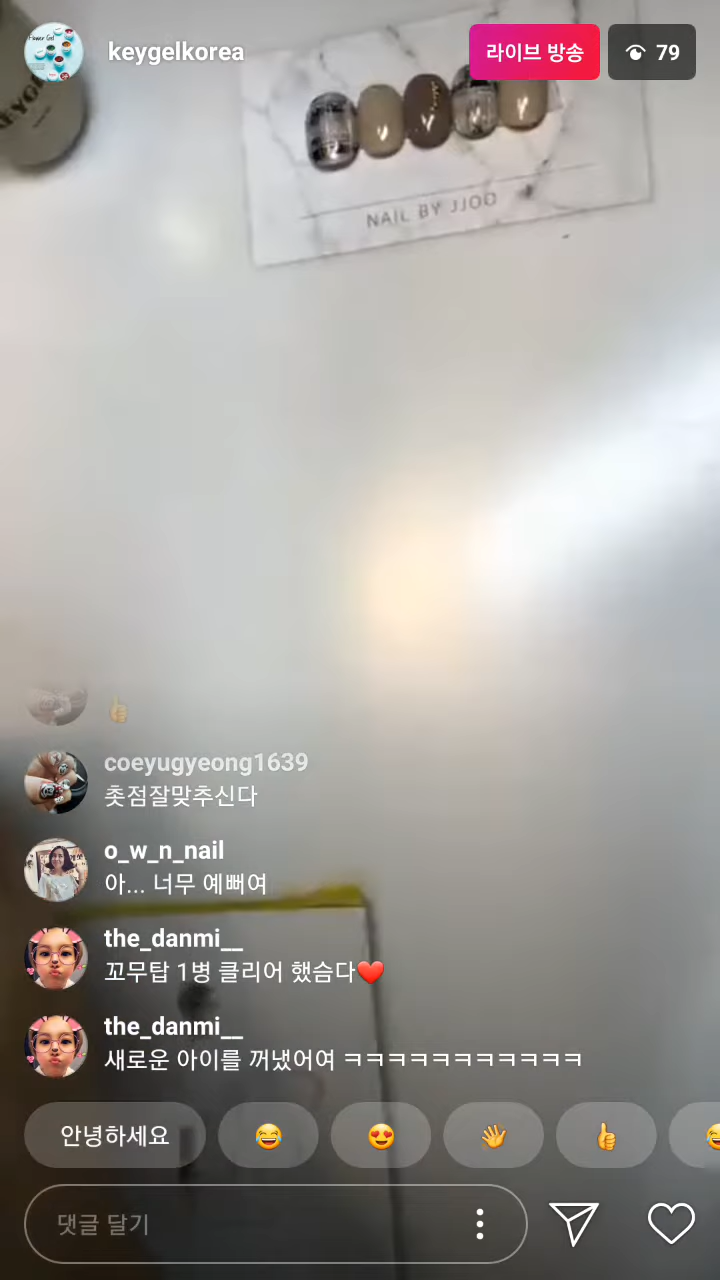 Flower Gel
keygelkorea
라이브 방송
79
NAIL BY JJOO
coeyugyeong1639
촛점잘맞추신다
o_w_n_nail
아... 너무 예뻐여
the_danmi__
꼬무탑 1병 클리어 했슴다❤️
the_danmi__
새로운 아이를 꺼냈어여 ㅋㅋㅋㅋㅋㅋㅋㅋㅋㅋㅋ
안녕하세요
댓글 달기